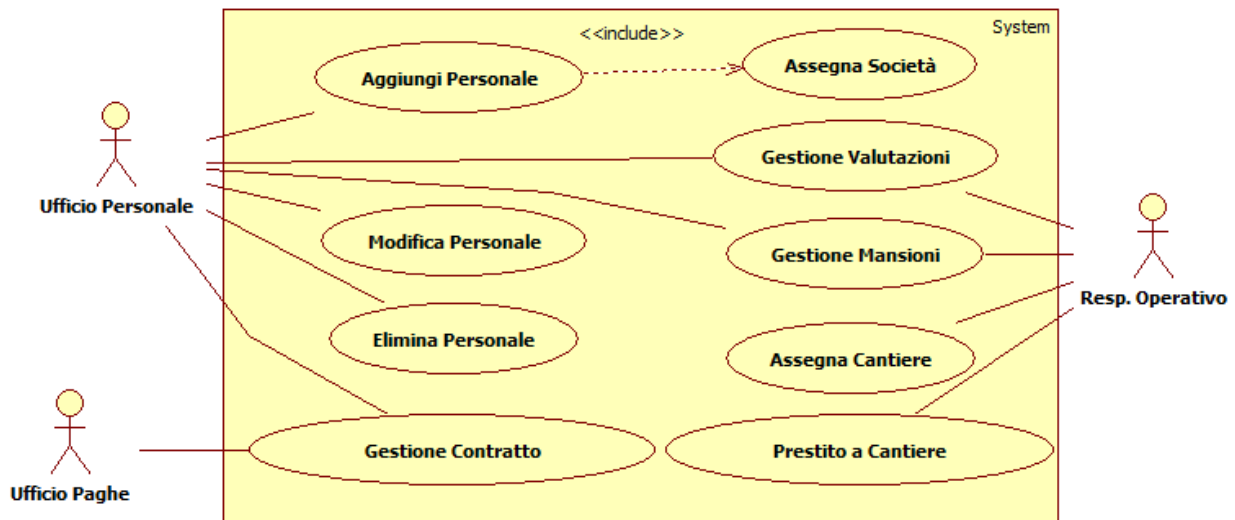 System
<<include>>
Aggiungi Personale
Assegna Società
Gestione Valutazioni
Ufficio Personale
Modifica Personale
Gestione Mansioni
Resp. Operativo
Elimina Personale
Assegna Cantiere
Gestione Contratto
Prestito a Cantiere
Ufficio Paghe